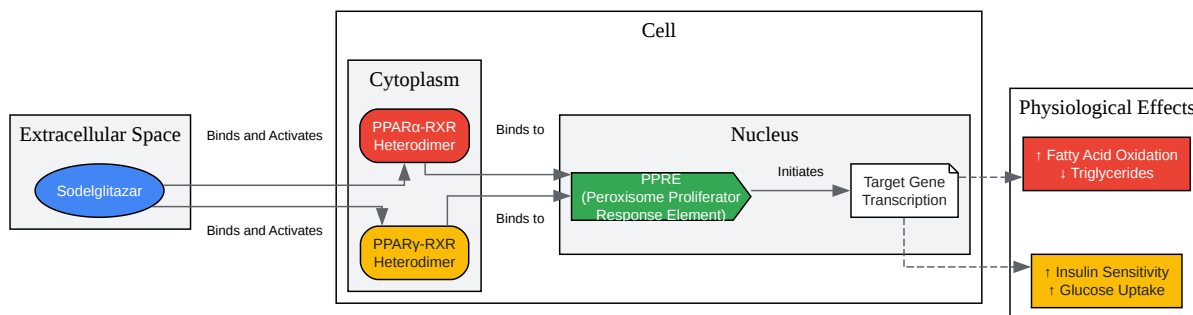 Cell
Cytoplasm
Extracellular Space
Binds and Activates
PPARα-RXR
Heterodimer
Binds to
Nucleus
Physiological Effects
Sodelglitazar
PPRE
(Peroxisome Proliferator
Response Element)
Initiates
Target Gene
Transcription
↑ Fatty Acid Oxidation
↓ Triglycerides
Binds and Activates
PPARγ-RXR
Heterodimer
Binds to
↑ Insulin Sensitivity
↑ Glucose Uptake